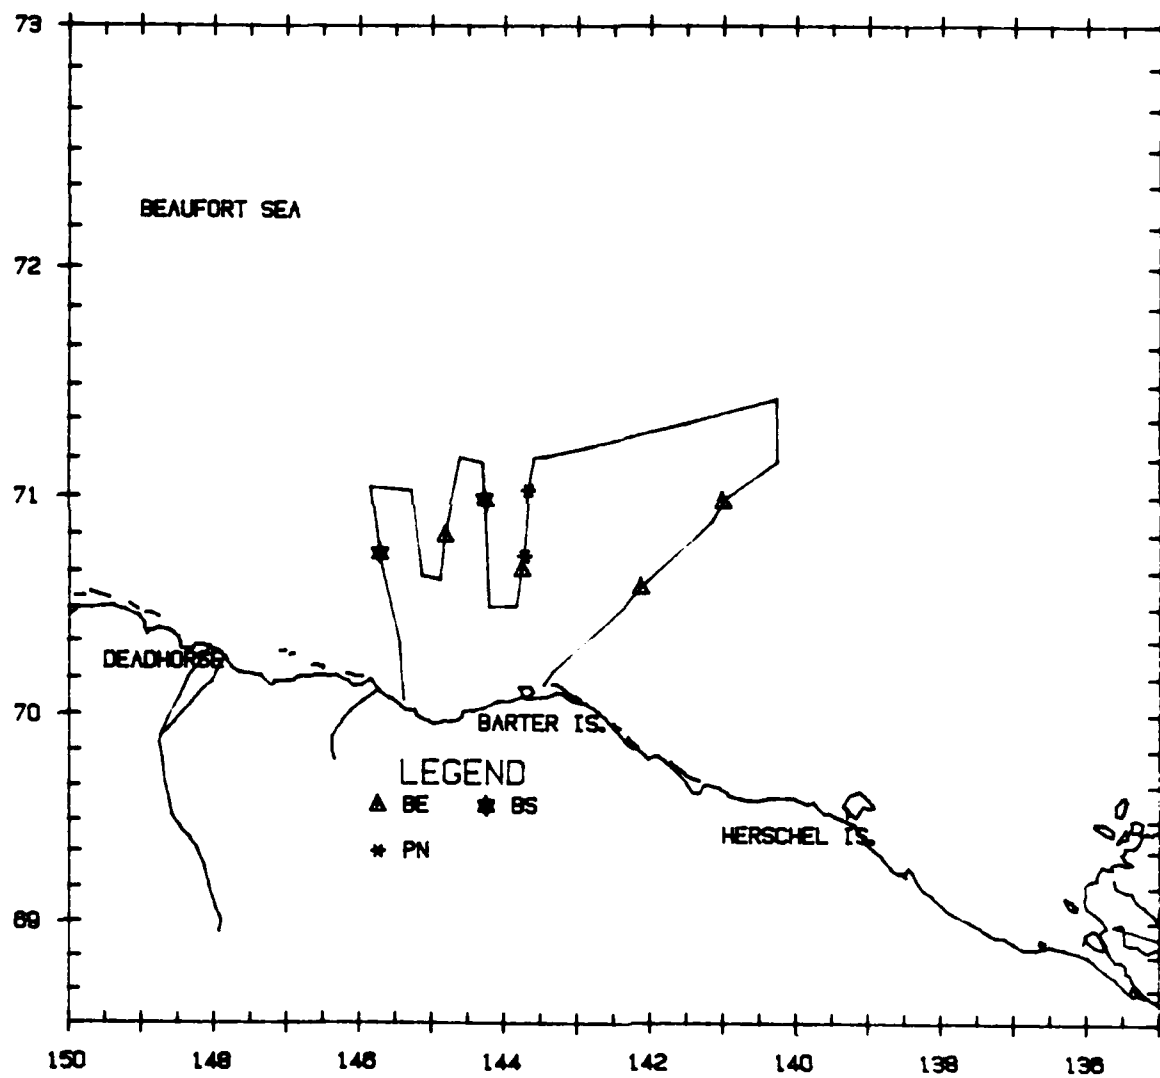 73
BEAUFORT SEA
72
71
DEADHORSE
70
BARTER IS.
LEGEND
BE BS
HERSCHEL IS.
PN
69
150 148 146 144 142 140 138 136